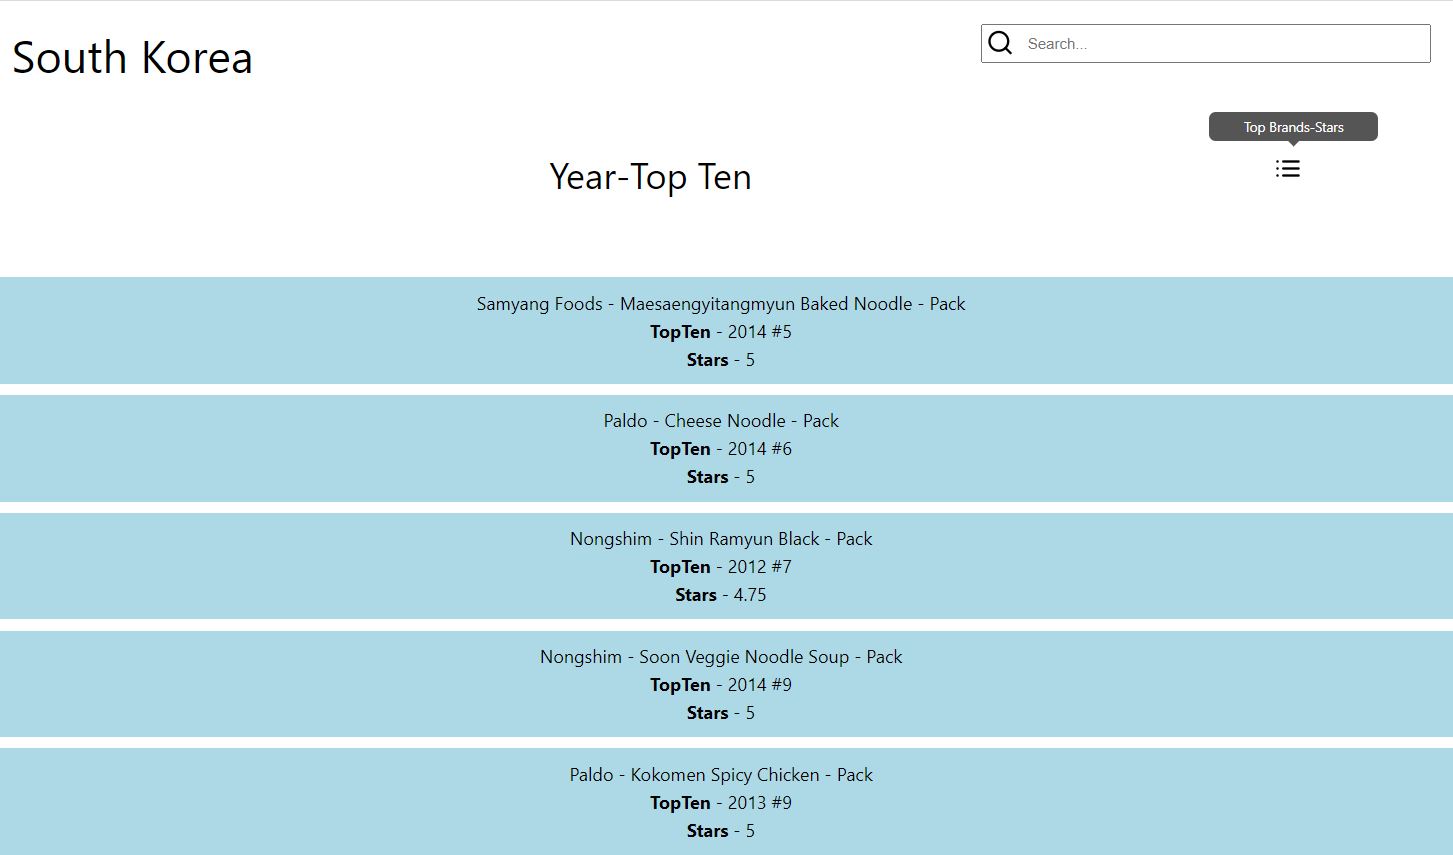 South Korea
Search...
Top Brands-Stars
Year-Top Ten
Samyang Foods - Maesaengyitangmyun Baked Noodle - Pack
TopTen - 2014 #5
Stars - 5
Paldo - Cheese Noodle - Pack
TopTen - 2014 #6
Stars - 5
Nongshim - Shin Ramyun Black - Pack
TopTen - 2012 #7
Stars - 4.75
Nongshim - Soon Veggie Noodle Soup - Pack
TopTen - 2014 #9
Stars - 5
Paldo - Kokomen Spicy Chicken - Pack
TopTen - 2013 #9
Stars - 5